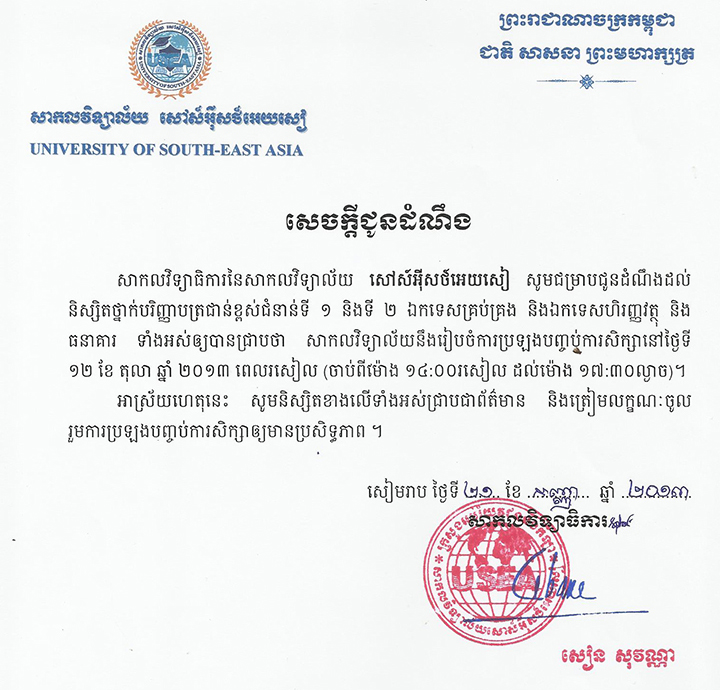 ព្រះរាជាណាចក្រកម្ពុជា
ជាតិ សាសនា ព្រះមហាក្សត្រ
សាកលវិទ្យាល័យ សៅស៍អ៊ីសថ៍អេយសៀ
UNIVERSITY OF SOUTH-EAST ASIA
សេចក្តីជូនដំណឹង
សាកលវិទ្យាធិការនៃសាកលវិទ្យាល័យ សៅស៍អ៊ីសថ៍អេយសៀ សូមជម្រាបជូនដំណឹងដល់
និស្សិតថ្នាក់បរិញ្ញាបត្រជាន់ខ្ពស់ជំនាន់ទី ១ និងទី ២ ឯកទេសគ្រប់គ្រង និងឯកទេសហិរញ្ញវត្ថុ និង
ធនាគារ ទាំងអស់ឲ្យបានជ្រាបថា សាកលវិទ្យាល័យនឹងរៀបចំការប្រឡងបញ្ចប់ការសិក្សានៅថ្ងៃទី
១២ ខែ តុលា ឆ្នាំ ២០១៣ ពេលរសៀល (ចាប់ពីម៉ោង ១៤:០០រសៀល ដល់ម៉ោង ១៧:៣០ល្ងាច)។
អាស្រ័យហេតុនេះ សូមនិស្សិតខាងលើទាំងអស់ជ្រាបជាព័ត៌មាន និងត្រៀមលក្ខណៈចូល
រួមការប្រឡងបញ្ចប់ការសិក្សាឲ្យមានប្រសិទ្ធភាព ។
សៀមរាប ថ្ងៃទី ២១ ខែ កញ្ញា ឆ្នាំ ២០១៣
សាកលវិទ្យាធិការ
USEA
សៀន សុវណ្ណា